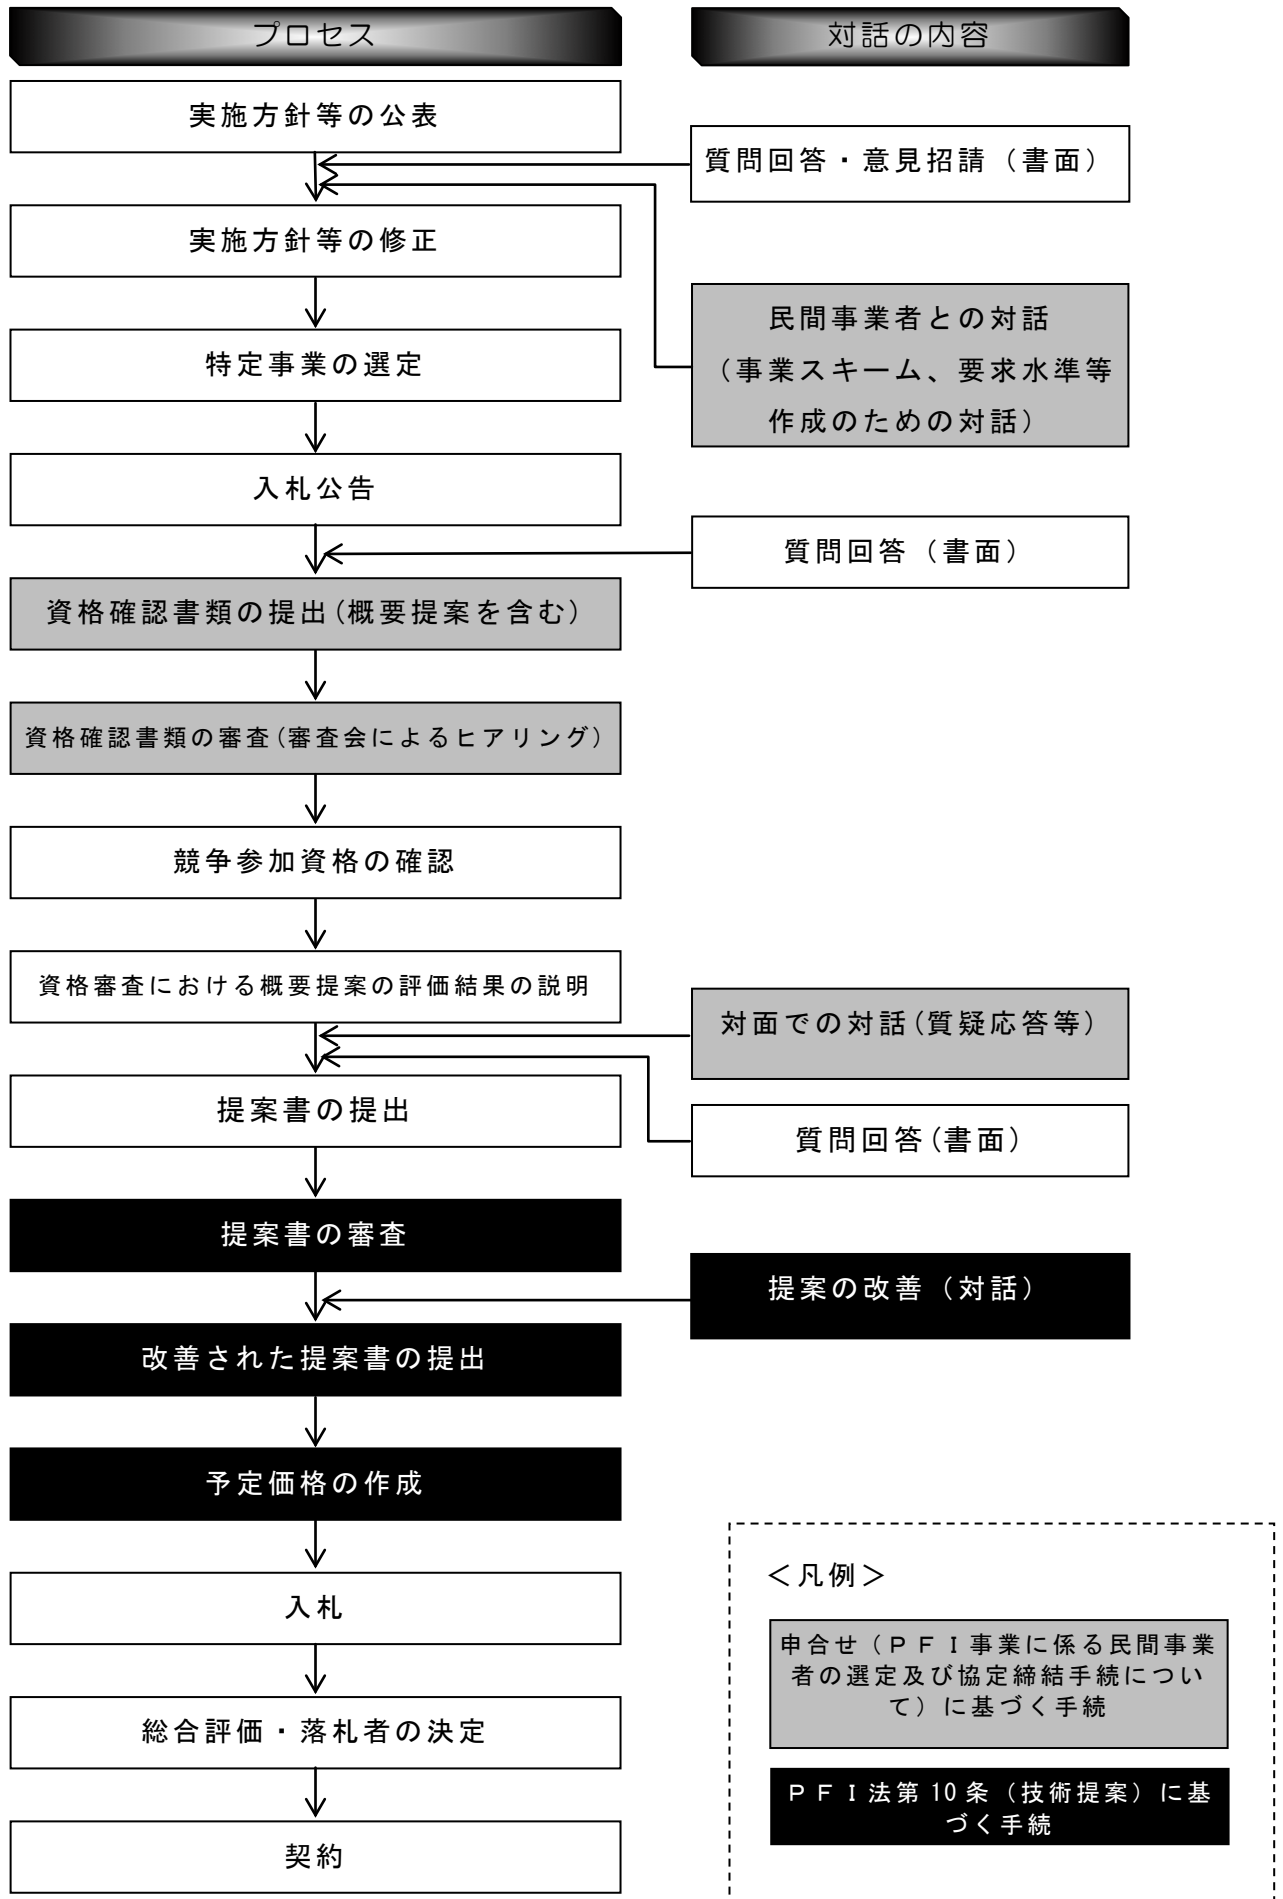 プロセス
対話の内容
実施方針等の公表
質問回答・意見招請（書面）
実施方針等の修正
民間事業者との対話
（事業スキーム、要求水準等
作成のための対話）
特定事業の選定
入札公告
質問回答（書面）
資格確認書類の提出（概要提案を含む）
資格確認書類の審査（審査会によるヒアリング）
競争参加資格の確認
資格審査における概要提案の評価結果の説明
対面での対話（質疑応答等）
提案書の提出
質問回答（書面）
提案書の審査
提案の改善（対話）
改善された提案書の提出
予定価格の作成
入札
総合評価・落札者の決定
契約
＜凡例＞
申合せ（ＰＦＩ事業に係る民間事業
者の選定及び協定締結手続につい
て）に基づく手続
ＰＦＩ法第10条（技術提案）に基
づく手続